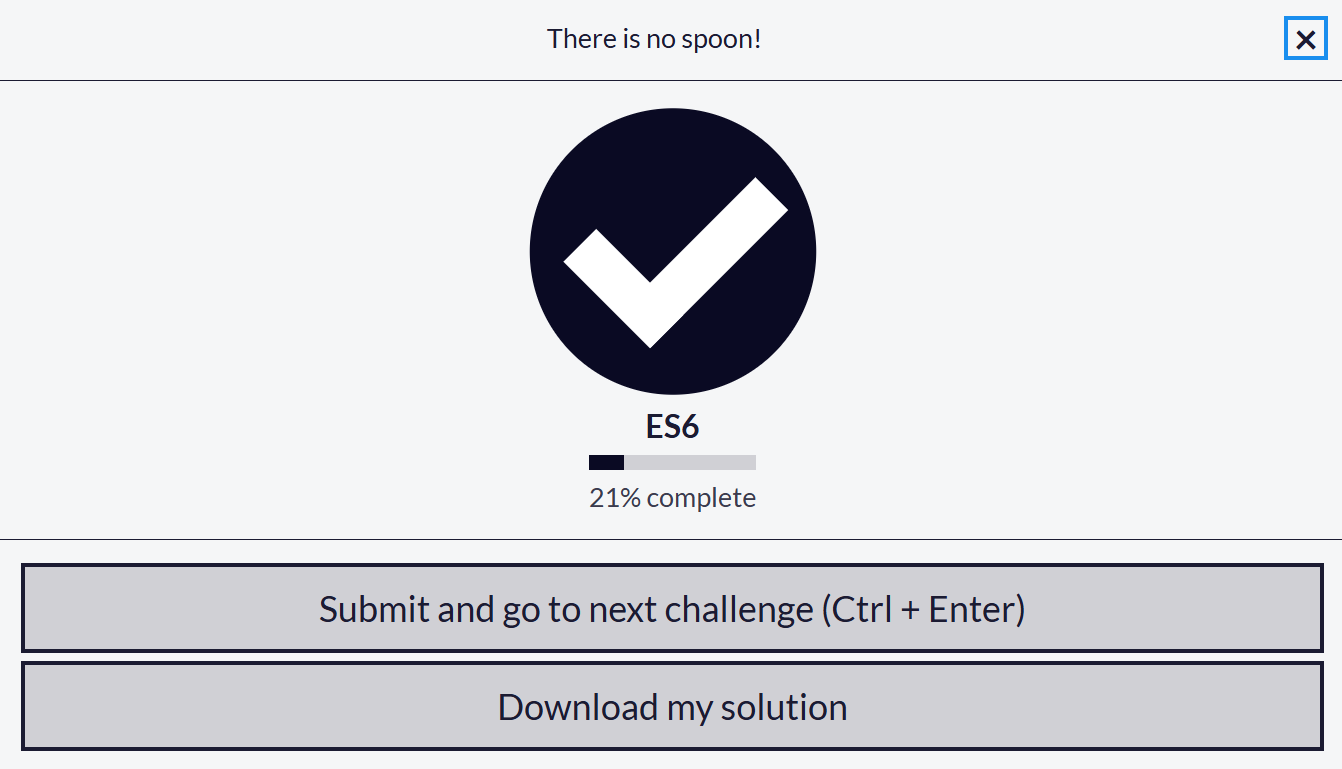 There is no spoon!
ES6
21% complete
Submit and go to next challenge (Ctrl + Enter)
Download my solution